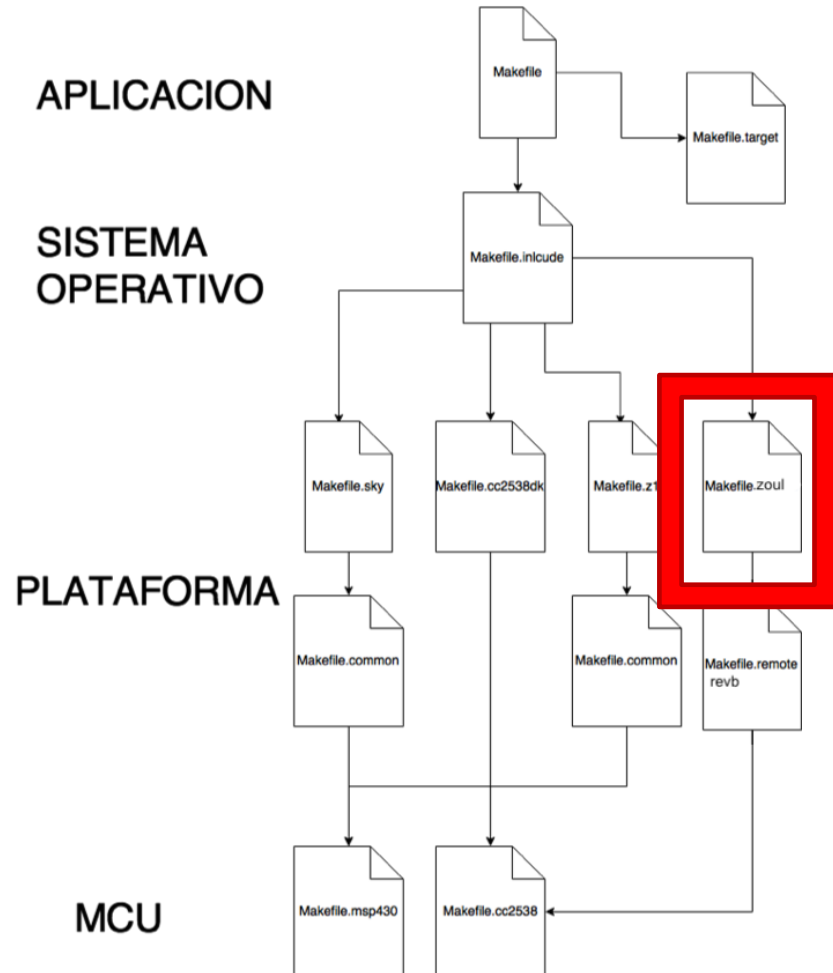 Makefile
APLICACION
Makefile.target
SISTEMA
OPERATIVO
Makefile.inlcude
Makefile.sky
Makefile.cc2538dk
Makefile.z1
Makefile.zoul
PLATAFORMA
Makefile.common
Makefile.common
Makefile.remote
revb
MCU
Makefile.msp430
Makefile.cc2538